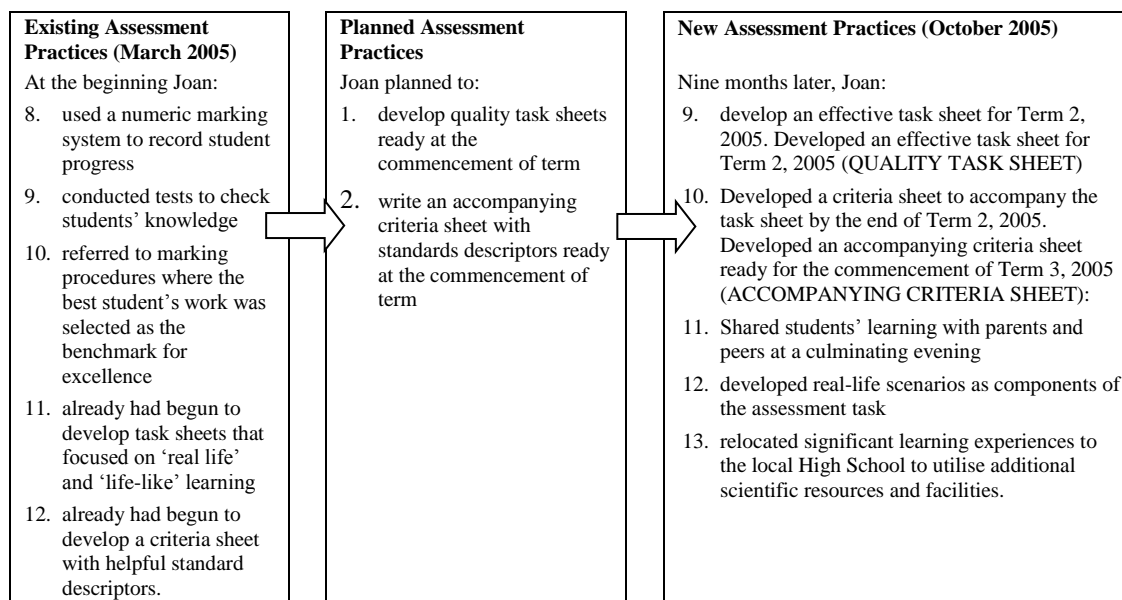 Existing Assessment
Practices (March 2005)
At the beginning Joan:
8. used a numeric marking
system to record student
progress
9. conducted tests to check
students’ knowledge
10. referred to marking
procedures where the
best student’s work was
selected as the
benchmark for
excellence
11. already had begun to
develop task sheets that
focused on ‘real life’
and ‘life-like’ learning
12. already had begun to
develop a criteria sheet
with helpful standard
descriptors.
Planned Assessment
Practices
Joan planned to:
1. develop quality task sheets
ready at the
commencement of term
2. write an accompanying
criteria sheet with
standards descriptors ready
at the commencement of
term
New Assessment Practices (October 2005)
Nine months later, Joan:
9. develop an effective task sheet for Term 2,
2005. Developed an effective task sheet for
Term 2, 2005 (QUALITY TASK SHEET)
10. Developed a criteria sheet to accompany the
task sheet by the end of Term 2, 2005.
Developed an accompanying criteria sheet
ready for the commencement of Term 3, 2005
(ACCOMPANYING CRITERIA SHEET):
11. Shared students’ learning with parents and
peers at a culminating evening
12. developed real-life scenarios as components of
the assessment task
13. relocated significant learning experiences to
the local High School to utilise additional
scientific resources and facilities.